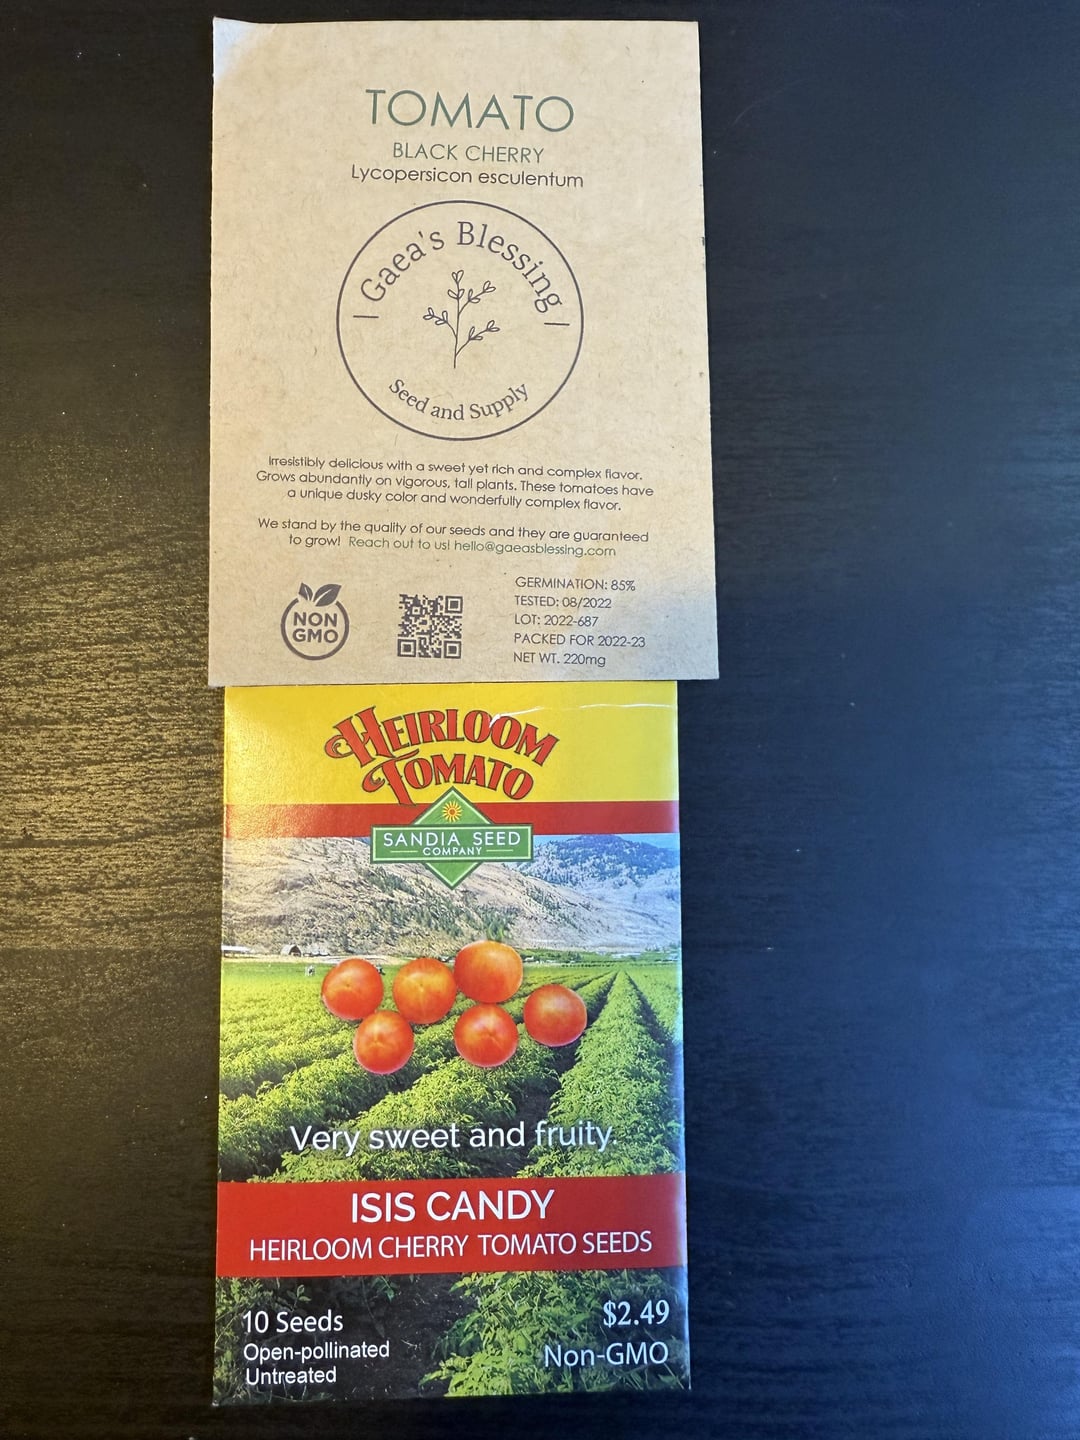 TOMATO
BLACK CHERRY
Lycopersicon esculentum
Gaea's Blessing
Seed and Supply
Irresistibly delicious with a sweet yet rich and complex flavor.
Grows abundantly on vigorous, tall plants. These tomatoes have
a unique dusky color and wonderfully complex flavor.
We stand by the quality of our seeds and they are guaranteed
to grow! Reach out to us! hello@gaeasblessing.com
NON
GMO
GERMINATION: 85%
TESTED: 08/2022
LOT: 2022-687
PACKED FOR 2022-23
NET WT. 220mg
HEIRLOOM
TOMATO
SANDIA SEED
COMPANY
Very sweet and fruity
ISIS CANDY
HEIRLOOM CHERRY TOMATO SEEDS
10 Seeds
Open-pollinated
Untreated
$2.49
Non-GMO